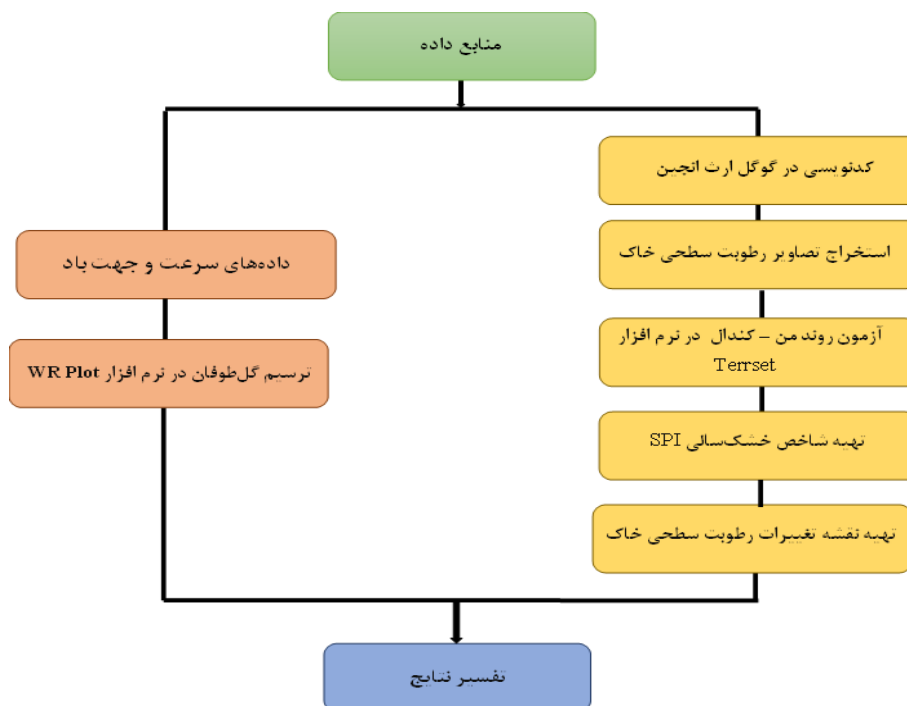 منابع داده
کدنویسی در گوگل ارث انجین
استخراج تصاویر رطوبت سطحی خاک
آزمون روند من – کندال در نرم افزار
Terrset
تهیه شاخص خشک‌سائی SPI
تهیه نقشه تغییرات رطوبت سطحی خاک
داده‌های سرعت و جهت باد
ترسیم گل‌طوفان در نرم افزار WR Plot
تفسیر نتایج